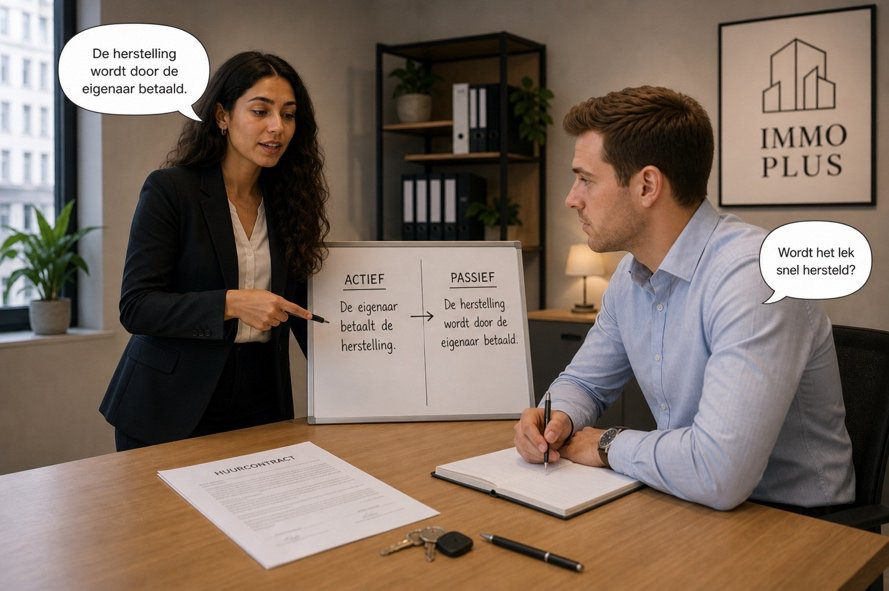 De herstelling
wordt door de
eigenaar betaald.
IMMO
PLUS
Wordt het lek
snel hersteld?
ACTIEF
De eigenaar
betaalt de
herstelling.
→
PASSIEF
De herstelling
wordt door de
eigenaar betaald.
HUURCONTRACT